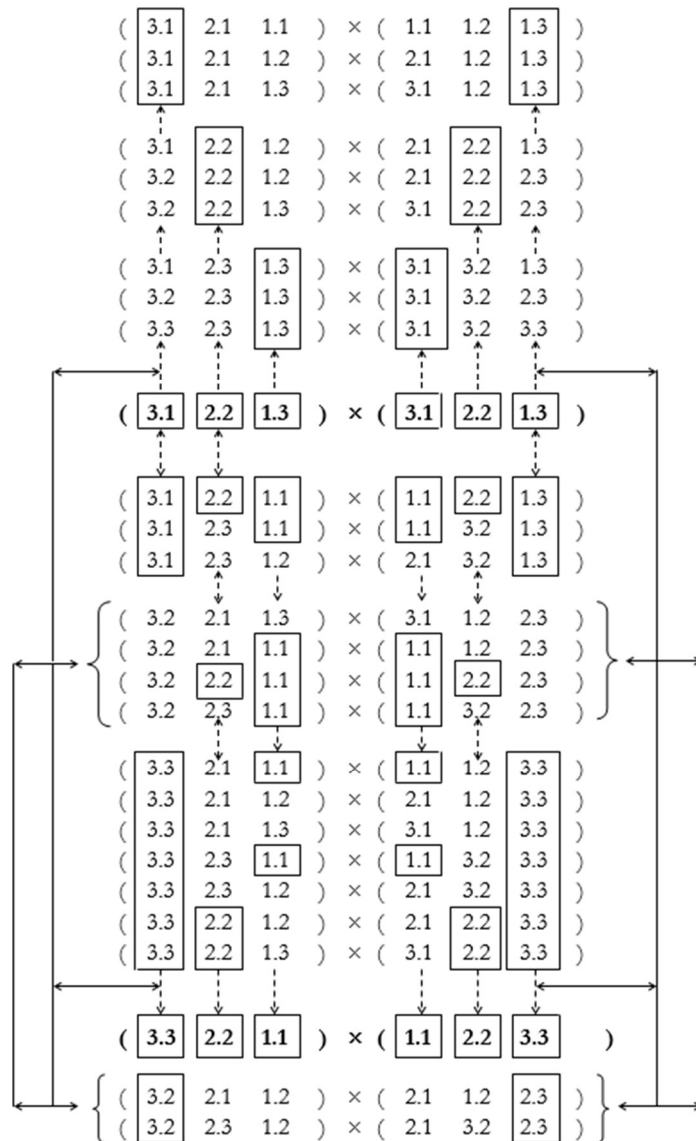 ( 3.1 2.1 1.1 ) × ( 1.1 1.2 1.3 )
( 3.1 2.1 1.2 ) × ( 2.1 1.2 1.3 )
( 3.1 2.1 1.3 ) × ( 3.1 1.2 1.3 )
( 3.1 2.2 1.2 ) × ( 2.1 2.2 1.3 )
( 3.2 2.2 1.2 ) × ( 2.1 2.2 2.3 )
( 3.2 2.2 1.3 ) × ( 3.1 2.2 2.3 )
( 3.1 2.3 1.3 ) × ( 3.1 3.2 1.3 )
( 3.2 2.3 1.3 ) × ( 3.1 3.2 2.3 )
( 3.3 2.3 1.3 ) × ( 3.1 3.2 3.3 )
( 3.1 2.2 1.3 ) × ( 3.1 2.2 1.3 )
( 3.1 2.2 1.1 ) × ( 1.1 2.2 1.3 )
( 3.1 2.3 1.1 ) × ( 1.1 3.2 1.3 )
( 3.1 2.3 1.2 ) × ( 2.1 3.2 1.3 )
( 3.2 2.1 1.3 ) × ( 3.1 1.2 2.3 )
( 3.2 2.1 1.1 ) × ( 1.1 1.2 2.3 )
( 3.2 2.2 1.1 ) × ( 1.1 2.2 2.3 )
( 3.2 2.3 1.1 ) × ( 1.1 3.2 2.3 )
( 3.3 2.1 1.1 ) × ( 1.1 1.2 3.3 )
( 3.3 2.1 1.2 ) × ( 2.1 1.2 3.3 )
( 3.3 2.1 1.3 ) × ( 3.1 1.2 3.3 )
( 3.3 2.3 1.1 ) × ( 1.1 3.2 3.3 )
( 3.3 2.3 1.2 ) × ( 2.1 3.2 3.3 )
( 3.3 2.2 1.2 ) × ( 2.1 2.2 3.3 )
( 3.3 2.2 1.3 ) × ( 3.1 2.2 3.3 )
( 3.3 2.2 1.1 ) × ( 1.1 2.2 3.3 )
( 3.2 2.1 1.2 ) × ( 2.1 1.2 2.3 )
( 3.2 2.3 1.2 ) × ( 2.1 3.2 2.3 )